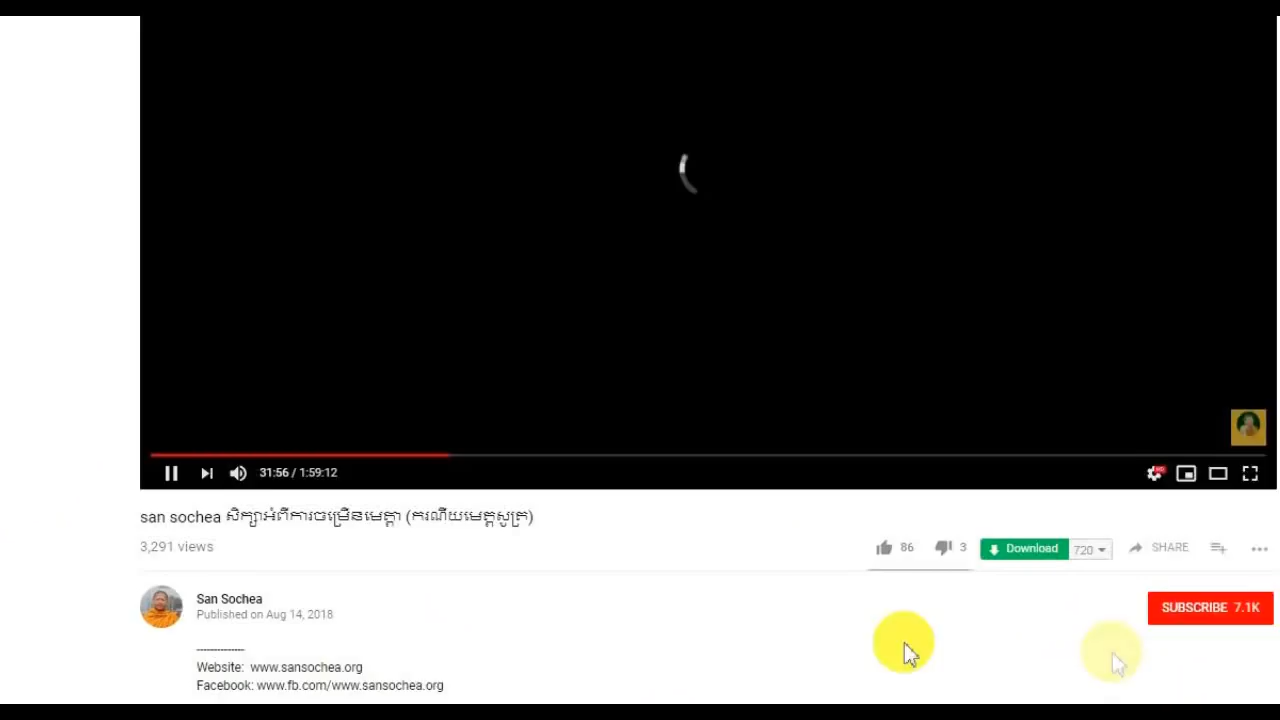 31:56 / 1:59:12
san sochea សិក្សាអំពីការចម្រើនមេត្តា (ករណីយមេត្តសូត្រ)
3,291 views
86 3 Download 720 SHARE
San Sochea
Published on Aug 14, 2018
SUBSCRIBE 7.1K
--------------
Website: www.sansochea.org
Facebook: www.fb.com/www.sansochea.org